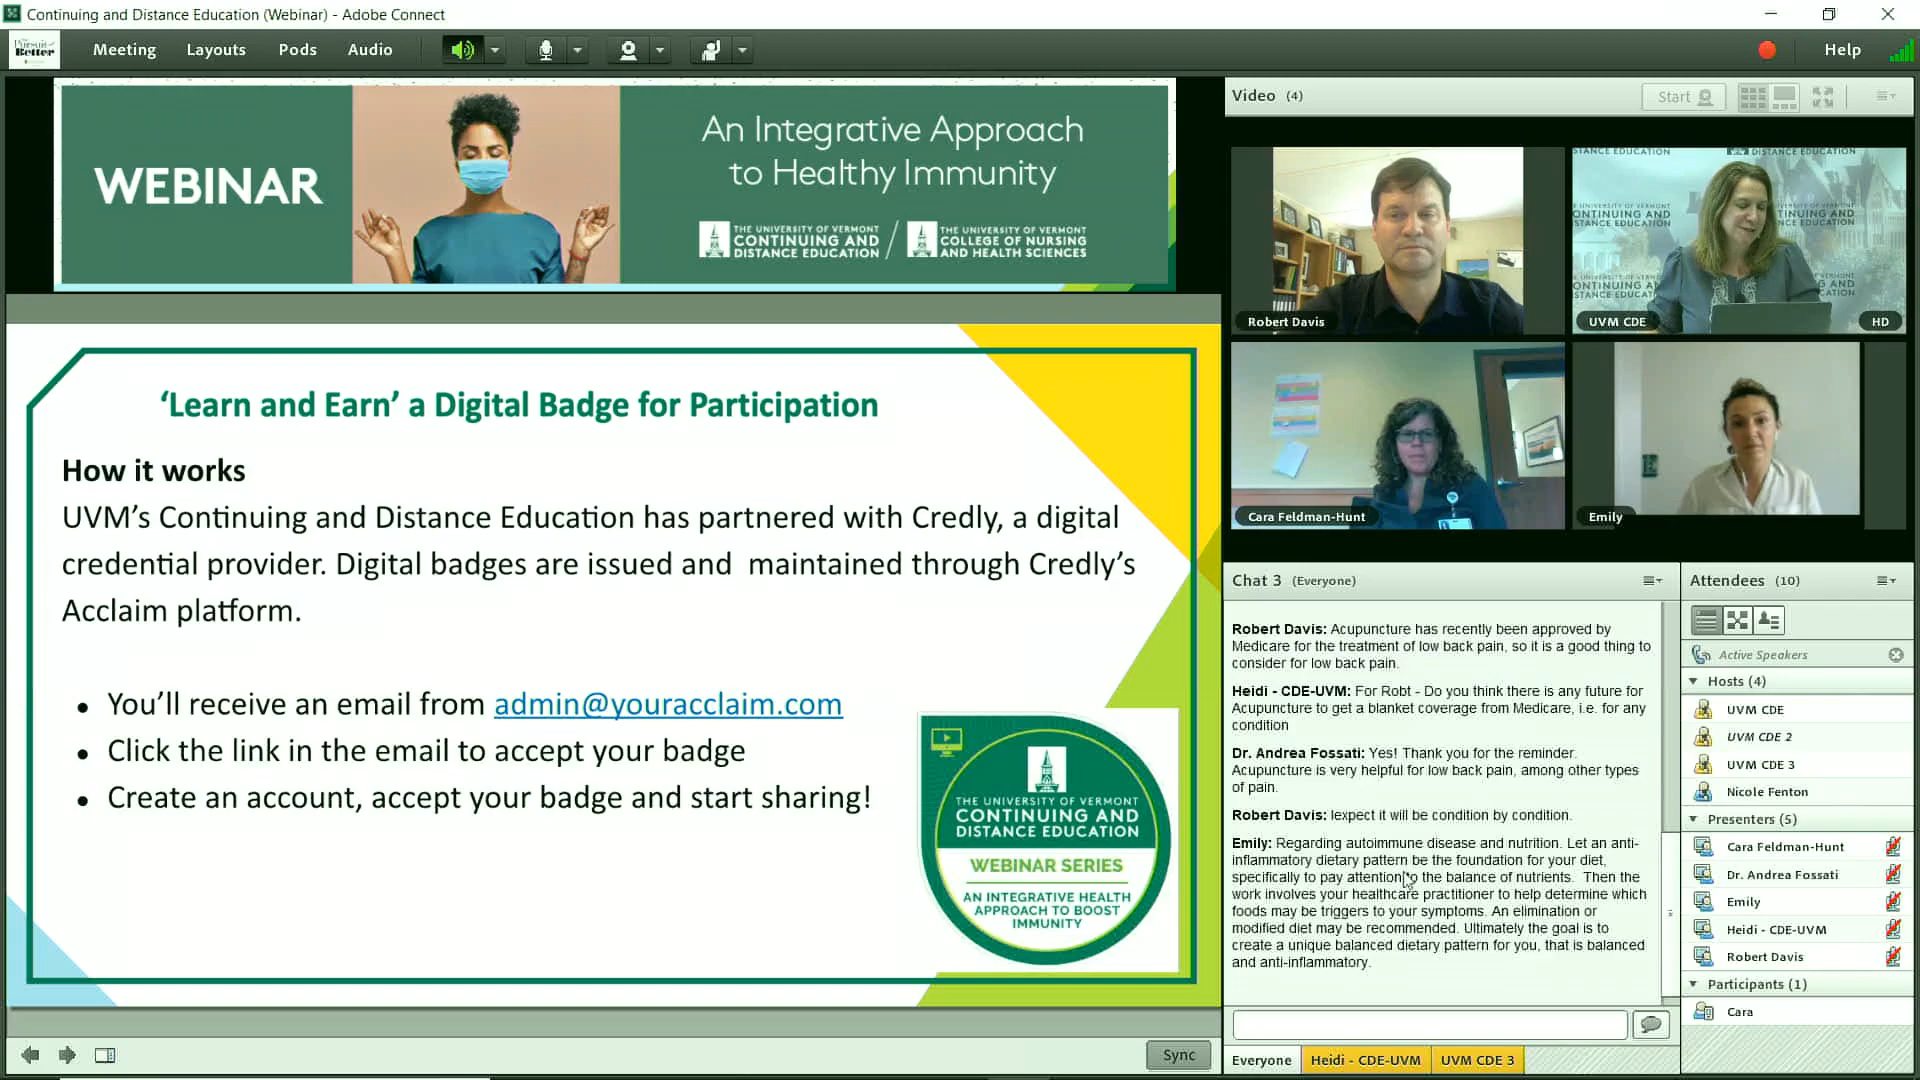 Continuing and Distance Education (Webinar) - Adobe Connect
Pursuit of
Better
Meeting
Layouts
Pods
Audio
Help
WEBINAR
An Integrative Approach
to Healthy Immunity
THE UNIVERSITY OF VERMONT
CONTINUING AND
DISTANCE EDUCATION
THE UNIVERSITY OF VERMONT
COLLEGE OF NURSING
AND HEALTH SCIENCES
‘Learn and Earn’ a Digital Badge for Participation
How it works
UVM’s Continuing and Distance Education has partnered with Credly, a digital
credential provider. Digital badges are issued and maintained through Credly’s
Acclaim platform.
• You’ll receive an email from admin@youracclaim.com
• Click the link in the email to accept your badge
• Create an account, accept your badge and start sharing!
THE UNIVERSITY OF VERMONT
CONTINUING AND
DISTANCE EDUCATION
WEBINAR SERIES
AN INTEGRATIVE HEALTH
APPROACH TO BOOST
IMMUNITY
Sync
Video (4)
Start
Robert Davis
UVM CDE
HD
Cara Feldman-Hunt
Emily
Chat 3 (Everyone)
Robert Davis: Acupuncture has recently been approved by
Medicare for the treatment of low back pain, so it is a good thing to
consider for low back pain.
Heidi - CDE-UVM: For Robt - Do you think there is any future for
Acupuncture to get a blanket coverage from Medicare, i.e. for any
condition
Dr. Andrea Fossati: Yes! Thank you for the reminder.
Acupuncture is very helpful for low back pain, among other types
of pain.
Robert Davis: Iexpect it will be condition by condition.
Emily: Regarding autoimmune disease and nutrition. Let an anti-
inflammatory dietary pattern be the foundation for your diet,
specifically to pay attention to the balance of nutrients. Then the
work involves your healthcare practitioner to help determine which
foods may be triggers to your symptoms. An elimination or
modified diet may be recommended. Ultimately the goal is to
create a unique balanced dietary pattern for you, that is balanced
and anti-inflammatory.
Everyone
Heidi - CDE-UVM
UVM CDE 3
Attendees (10)
Active Speakers
Hosts (4)
UVM CDE
UVM CDE 2
UVM CDE 3
Nicole Fenton
Presenters (5)
Cara Feldman-Hunt
Dr. Andrea Fossati
Emily
Heidi - CDE-UVM
Robert Davis
Participants (1)
Cara